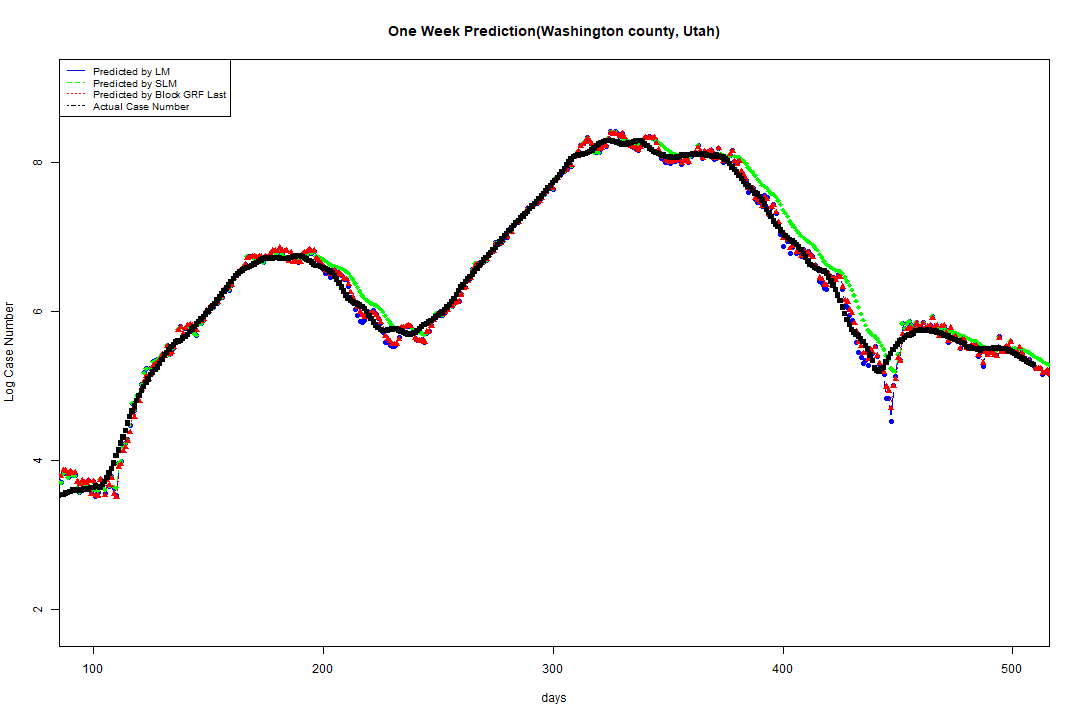 One Week Prediction(Washington county, Utah)
Predicted by LM
Predicted by SLM
Predicted by Block GRF Last
Actual Case Number
Log Case Number
8
6
4
2
100 200 300 400 500
days